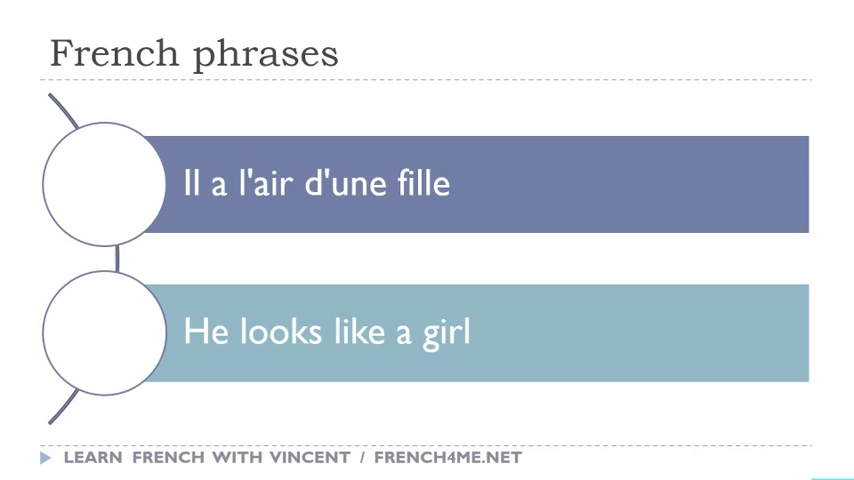 French phrases
Il a l'air d'une fille
He looks like a girl
LEARN FRENCH WITH VINCENT / FRENCH4ME.NET